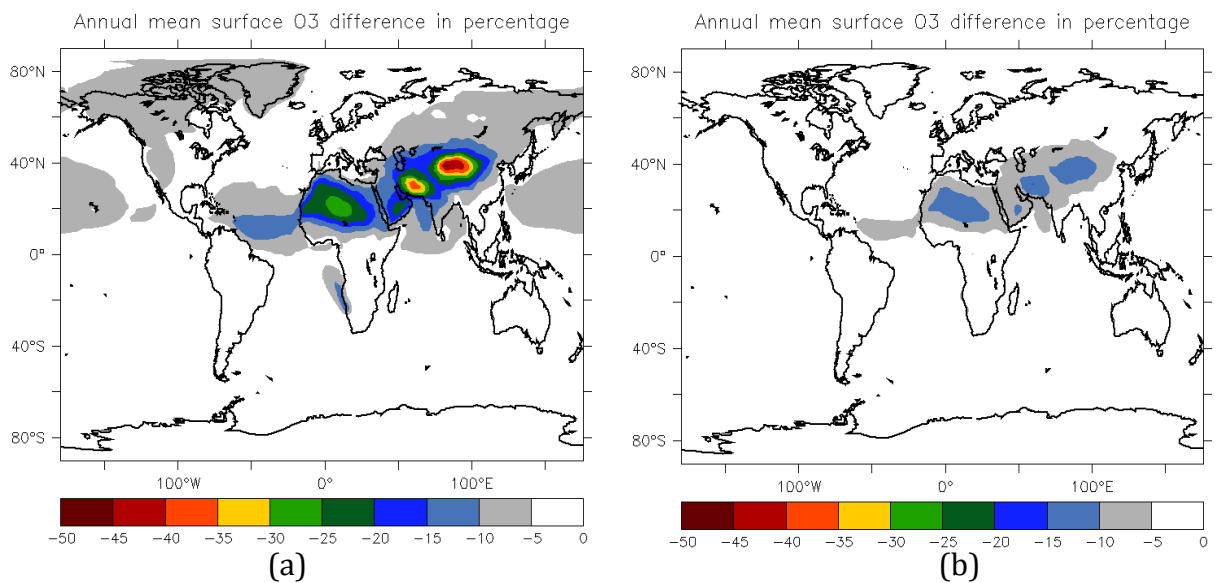 Annual mean surface O3 difference in percentage
80°N
40°N
0°
40°S
80°S
100°W 0° 100°E
-50 -45 -40 -35 -30 -25 -20 -15 -10 -5 0
(a)
Annual mean surface O3 difference in percentage
80°N
40°N
0°
40°S
80°S
100°W 0° 100°E
-50 -45 -40 -35 -30 -25 -20 -15 -10 -5 0
(b)